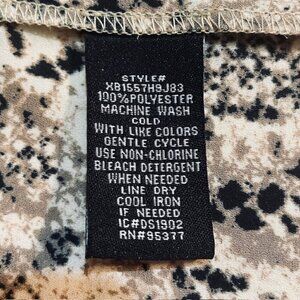 STYLE#
XB1557H9J83
100%POLYESTER
MACHINE WASH
COLD
WITH LIKE COLORS
GENTLE CYCLE
USE NON-CHLORINE
BLEACH DETERGENT
WHEN NEEDED
LINE DRY
COOL IRON
IF NEEDED
IC#DS1902
RN#95377